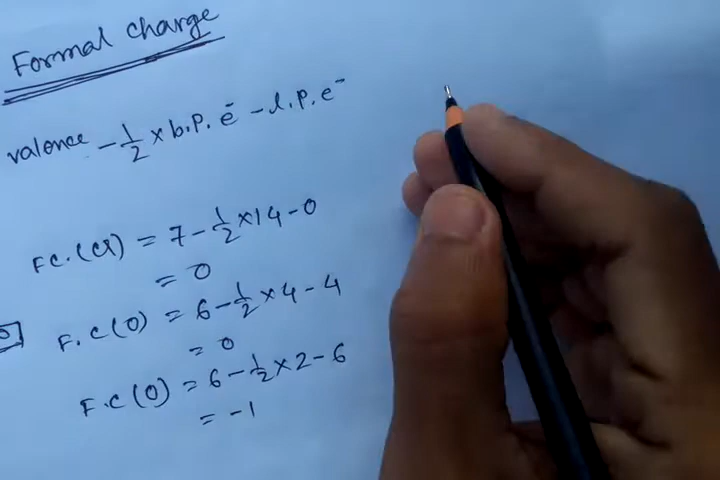 Formal charge
valence - 1/2 × b.p. e⁻ - l.p. e⁻
FC.(Cl) = 7 - 1/2 × 14 - 0
= 0
F.C(O) = 6 - 1/2 × 4 - 4
= 0
F.C(O) = 6 - 1/2 × 2 - 6
= -1